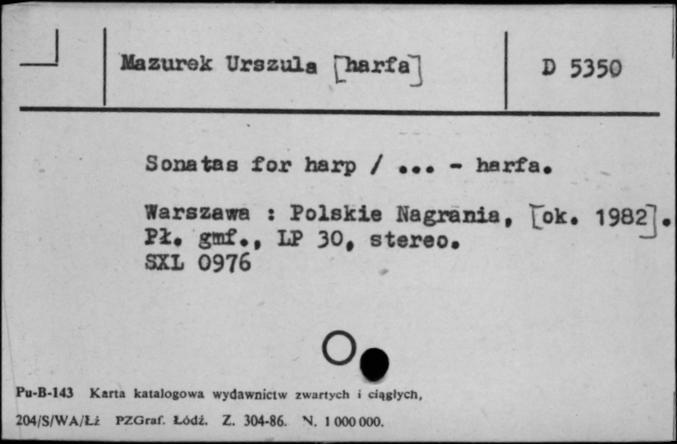 Mazurek Urszula [harfa] D 5350
Sonatas for harp / ... - harfa.
Warszawa : Polskie Nagrania, [ok. 1982].
Pł. gmf., LP 30, stereo.
SXL 0976
Pu-B-143 Karta katalogowa wydawnictw zwartych i ciągłych,
204/S/WA/Łż PZGraf. Łódź. Z. 304-86. N. 1 000 000.